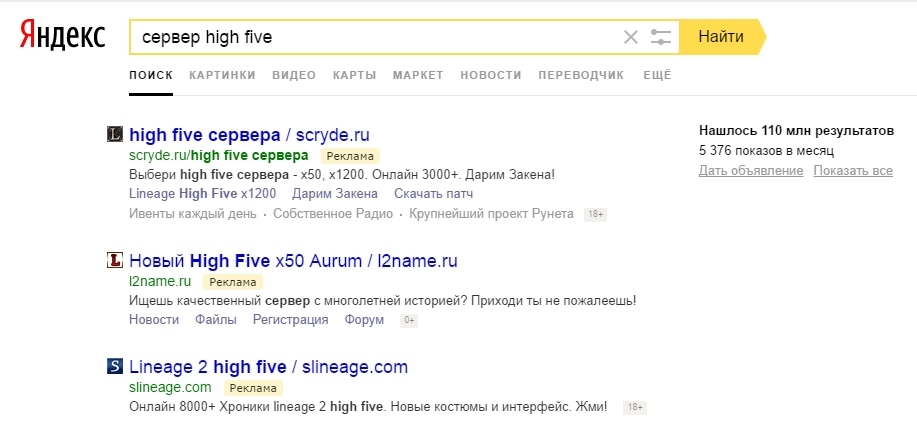 Яндекс
сервер high five
Найти
ПОИСК КАРТИНКИ ВИДЕО КАРТЫ МАРКЕТ НОВОСТИ ПЕРЕВОДЧИК ЕЩЁ
high five сервера / scryde.ru
scryde.ru/high five сервера Реклама
Выбери high five сервера - x50, x1200. Онлайн 3000+. Дарим Закена!
Lineage High Five x1200 Дарим Закена Скачать патч
Ивенты каждый день · Собственное Радио · Крупнейший проект Рунета 18+
Нашлось 110 млн результатов
5 376 показов в месяц
Дать объявление Показать все
Новый High Five x50 Aurum / l2name.ru
l2name.ru Реклама
Ищешь качественный сервер с многолетней историей? Приходи ты не пожалеешь!
Новости Файлы Регистрация Форум 0+
Lineage 2 high five / slineage.com
slineage.com Реклама
Онлайн 8000+ Хроники lineage 2 high five. Новые костюмы и интерфейс. Жми! 18+